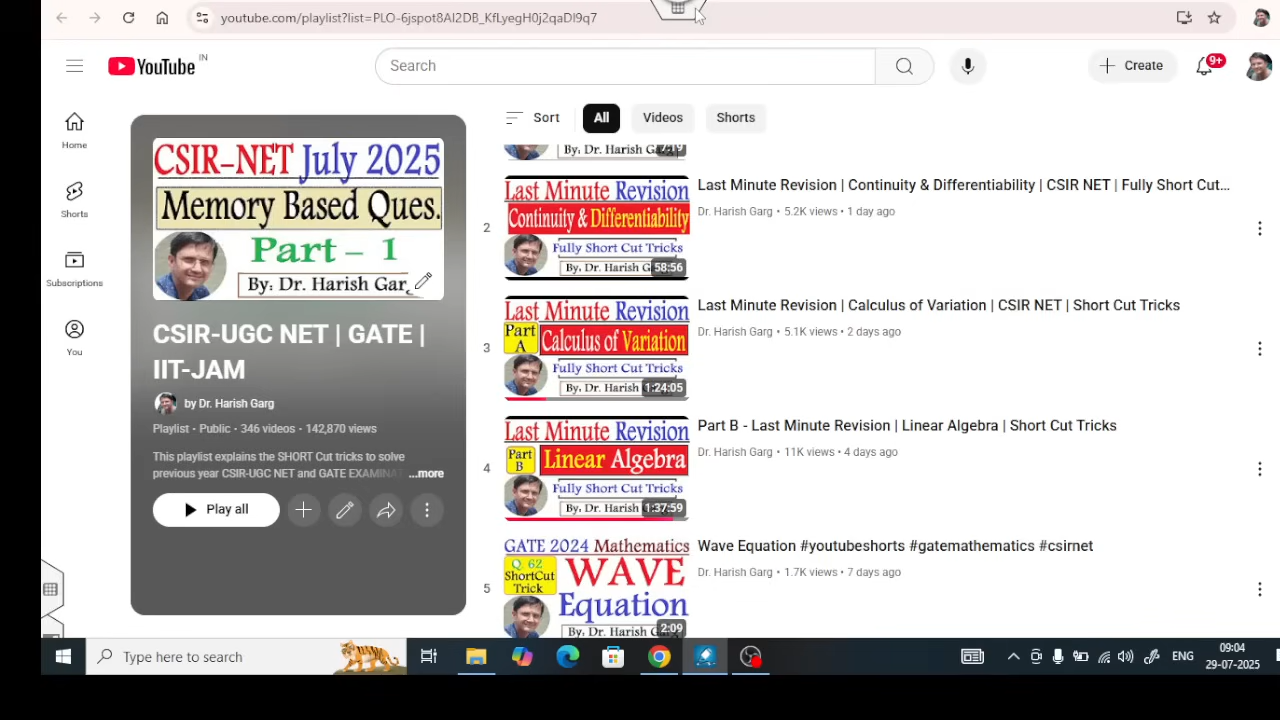 youtube.com/playlist?list=PLO-6jspot8Al2DB_KfLyegH0j2qaDl9q7
YouTube IN
Search
Create
9+
Home
Shorts
Subscriptions
You
CSIR-NET July 2025
Memory Based Ques.
Part - 1
By: Dr. Harish Garg
CSIR-UGC NET | GATE |
IIT-JAM
by Dr. Harish Garg
Playlist • Public • 346 videos • 142,870 views
This playlist explains the SHORT Cut tricks to solve
previous year CSIR-UGC NET and GATE EXAMINAT ...more
Play all
Sort
All
Videos
Shorts
By: Dr. Harish Garg
2
Last Minute Revision
Continuity & Differentiability
Fully Short Cut Tricks
By: Dr. Harish G
58:56
Last Minute Revision | Continuity & Differentiability | CSIR NET | Fully Short Cut...
Dr. Harish Garg • 5.2K views • 1 day ago
3
Last Minute Revision
Part A
Calculus of Variation
Fully Short Cut Tricks
By: Dr. Harish
1:24:05
Last Minute Revision | Calculus of Variation | CSIR NET | Short Cut Tricks
Dr. Harish Garg • 5.1K views • 2 days ago
4
Last Minute Revision
Part B
Linear Algebra
Fully Short Cut Tricks
By: Dr. Harish
1:37:59
Part B - Last Minute Revision | Linear Algebra | Short Cut Tricks
Dr. Harish Garg • 11K views • 4 days ago
5
GATE 2024 Mathematics
Q. 62
ShortCut
Trick
WAVE
Equation
By: Dr. Harish Ga
2:09
Wave Equation #youtubeshorts #gatemathematics #csirnet
Dr. Harish Garg • 1.7K views • 7 days ago
Type here to search
ENG
09:04
29-07-2025